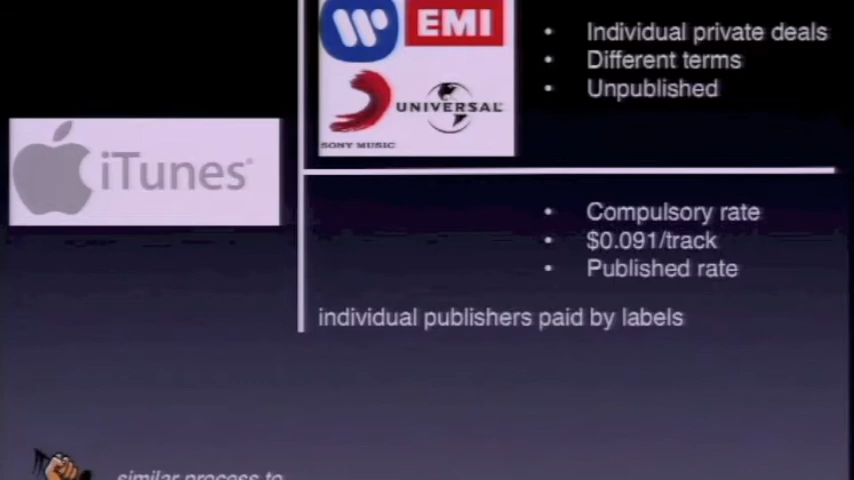 EMI
Individual private deals
Different terms
Unpublished
UNIVERSAL
SONY MUSIC
iTunes
Compulsory rate
$0.091/track
Published rate
individual publishers paid by labels
similar process to